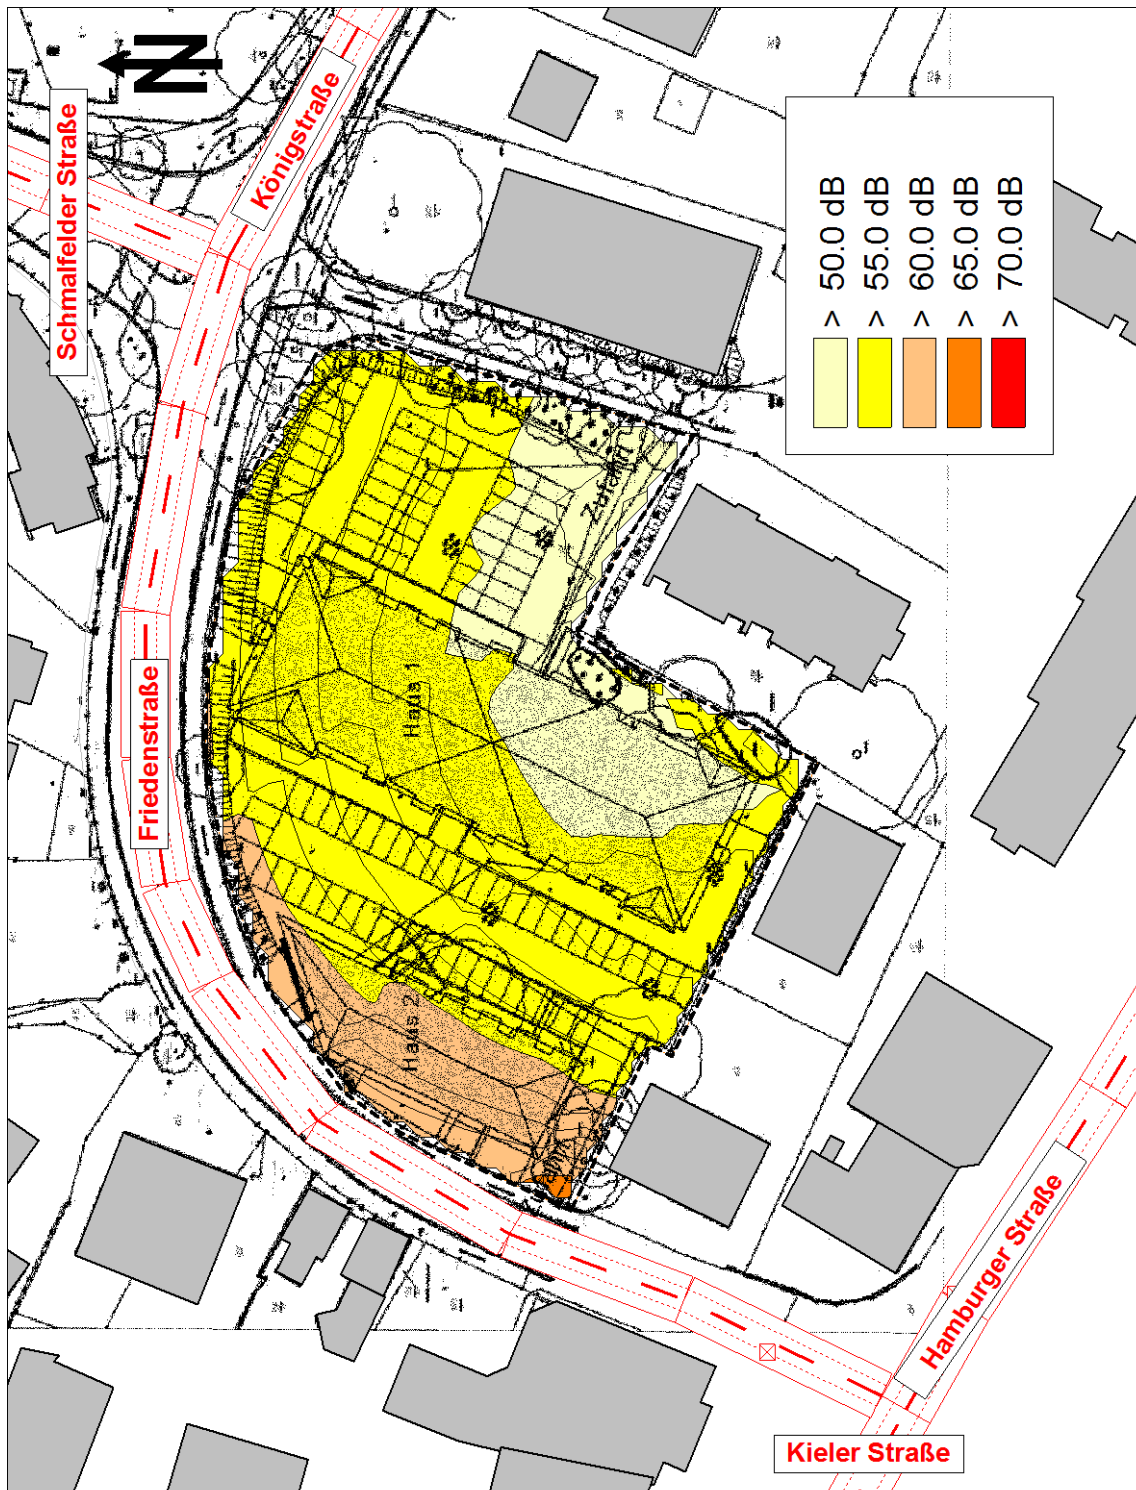 Schmalfelder Straße
Königstraße
N
Friedenstraße
> 50.0 dB
> 55.0 dB
> 60.0 dB
> 65.0 dB
> 70.0 dB
Zufahrt
Haus 1
Haus 2
Hamburger Straße
Kieler Straße